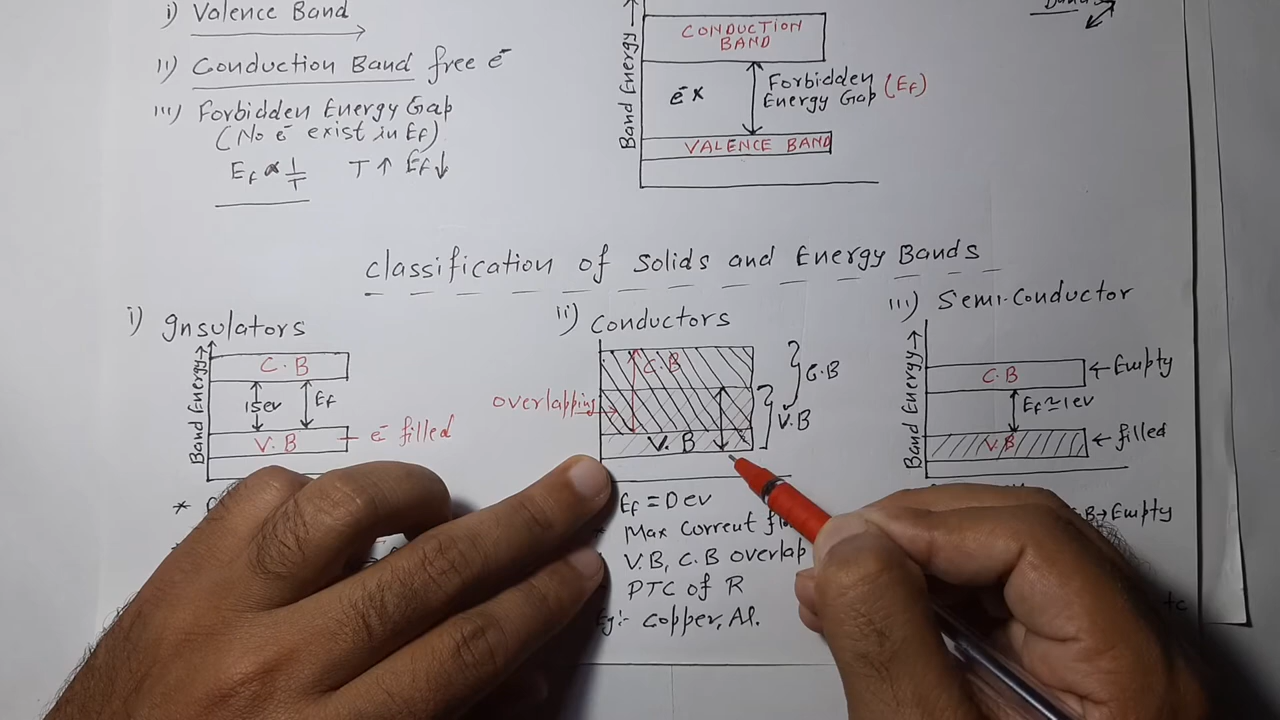 i) Valence Band
ii) Conduction Band free e⁻
iii) Forbidden Energy Gap
(No e⁻ exist in Ef)
Ef ∝ 1/T T↑ Ef↓
Band Energy →
CONDUCTION
BAND
e⁻ x
Forbidden
Energy Gap (Ef)
VALENCE BAND
Classification of Solids and Energy Bands
i) Insulators
Band Energy →
C.B
15ev
Ef
V.B
e⁻ filled
ii) Conductors
C.B
overlapping
V.B
C.B
V.B
Ef = 0ev
* Max Current
V.B, C.B overlap
PTC of R
Eg:- Copper, Al.
iii) Semi-Conductor
Band Energy →
C.B
← Empty
Ef ≃ 1ev
V.B
← filled
→ Empty
etc